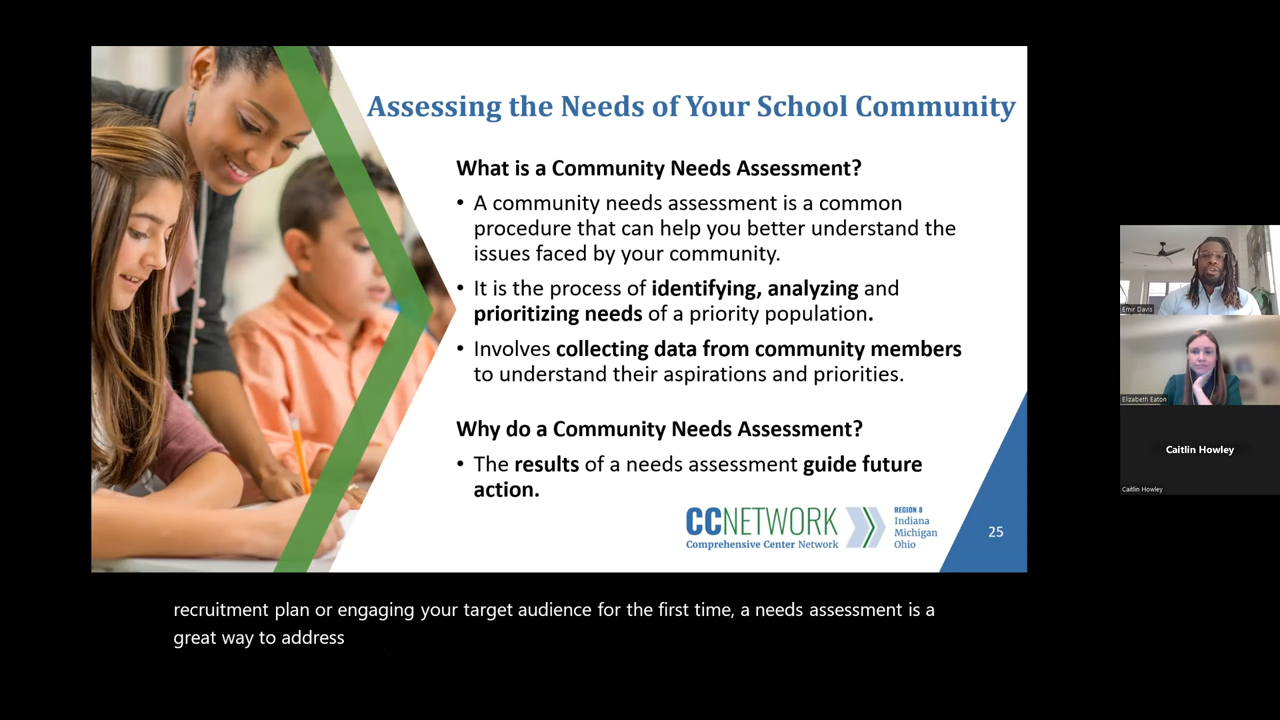 Assessing the Needs of Your School Community
What is a Community Needs Assessment?
• A community needs assessment is a common
procedure that can help you better understand the
issues faced by your community.
• It is the process of identifying, analyzing and
prioritizing needs of a priority population.
• Involves collecting data from community members
to understand their aspirations and priorities.
Why do a Community Needs Assessment?
• The results of a needs assessment guide future
action.
CCNETWORK
Comprehensive Center Network
REGION 8
Indiana
Michigan
Ohio
25
Emir Davis
Elizabeth Eaton
Caitlin Howley
Caitlin Howley
recruitment plan or engaging your target audience for the first time, a needs assessment is a
great way to address